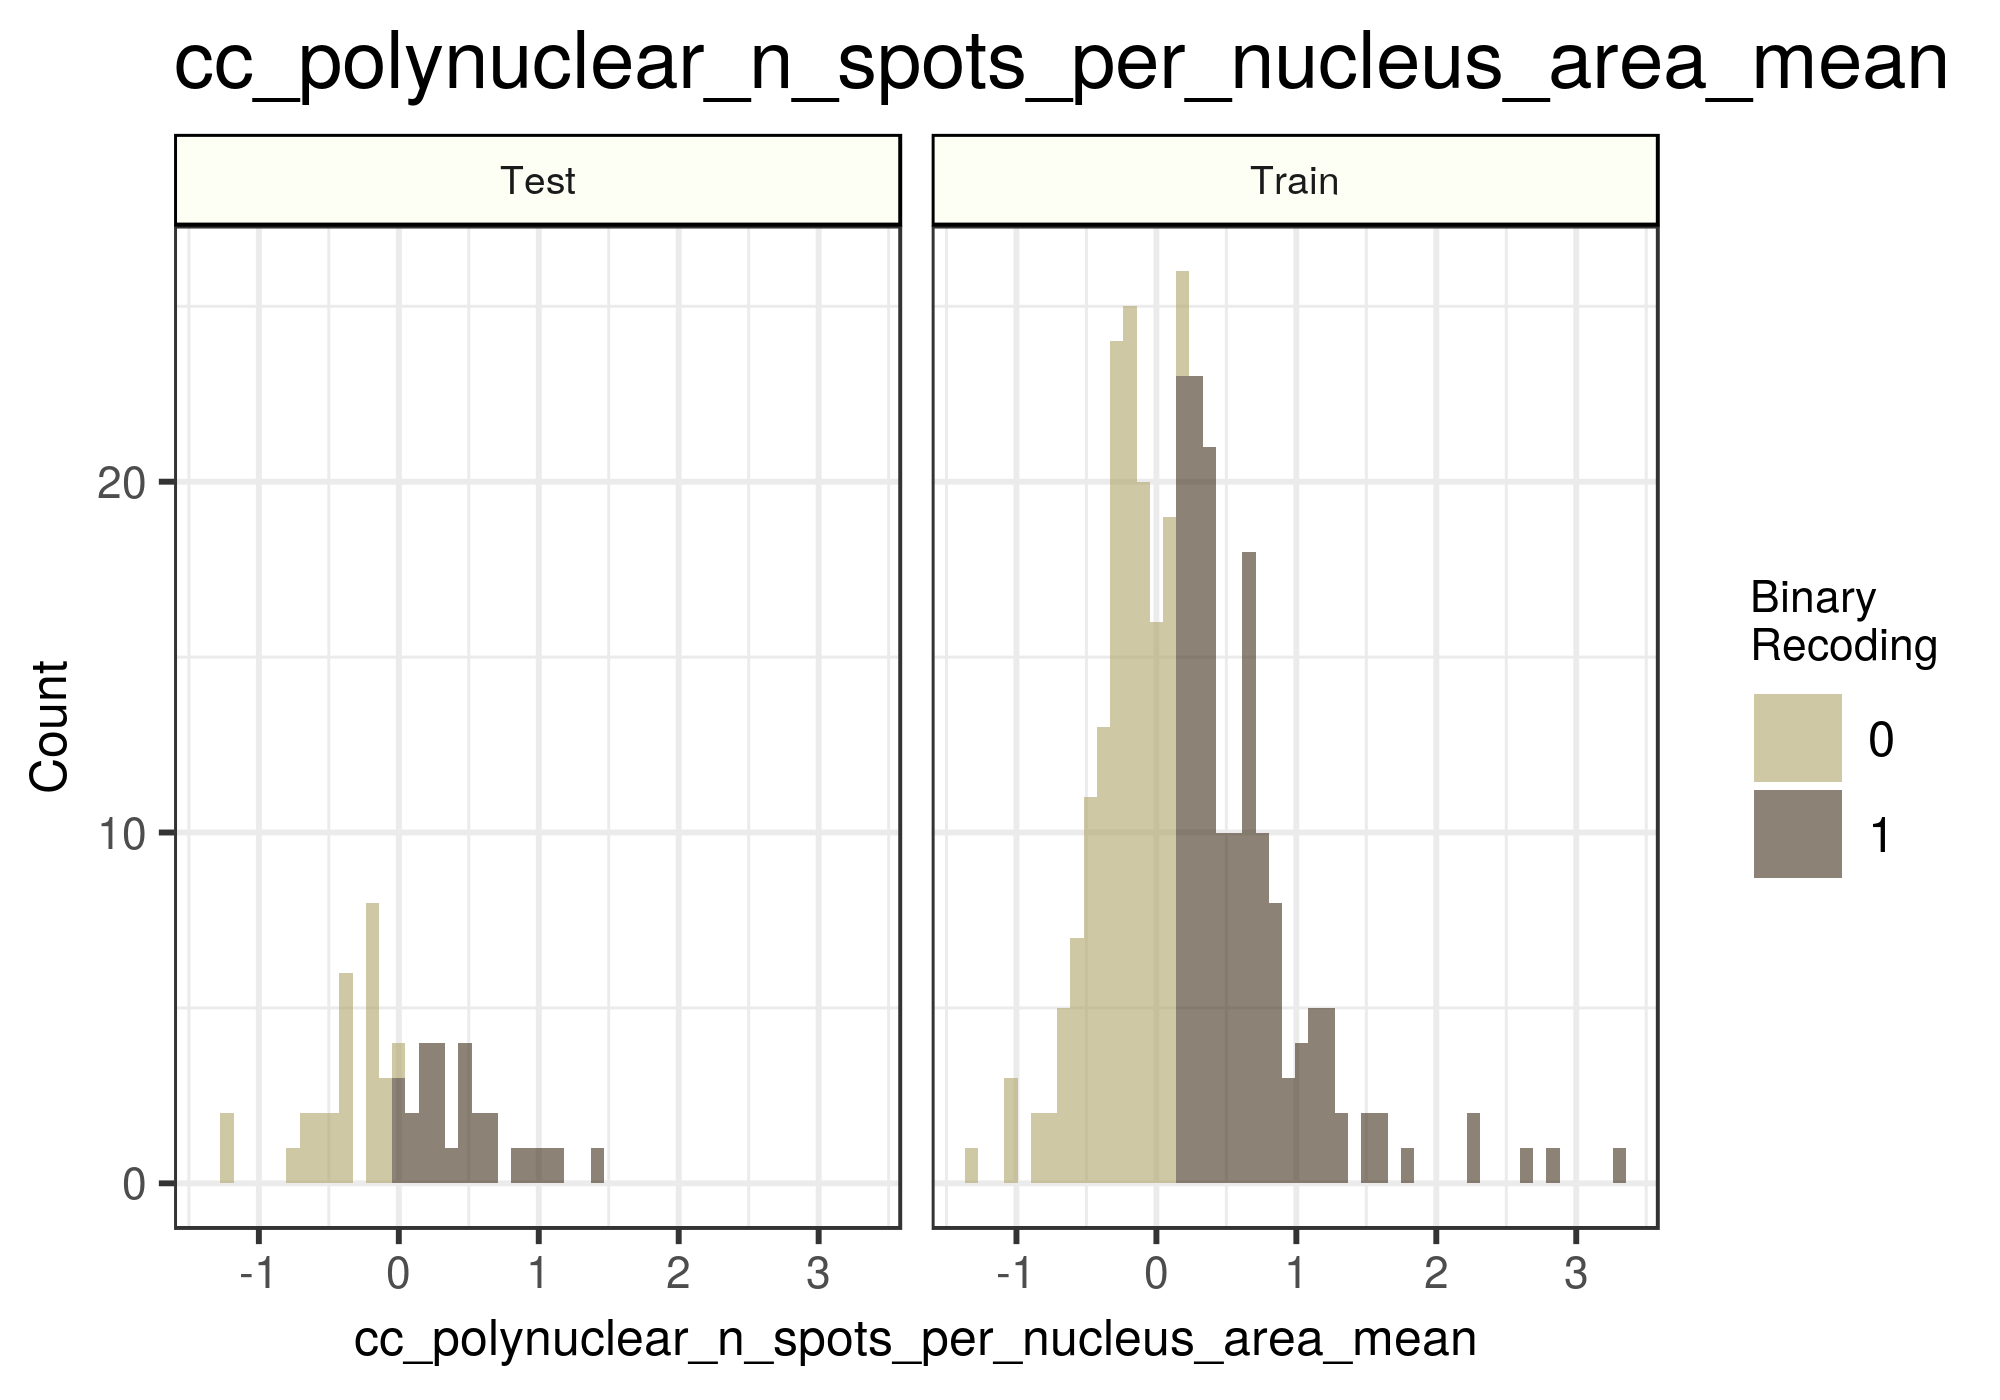 cc_polynuclear_n_spots_per_nucleus_area_mean
Test
Train
20
10
0
Count
-1 0 1 2 3
-1 0 1 2 3
cc_polynuclear_n_spots_per_nucleus_area_mean
Binary
Recoding
0
1